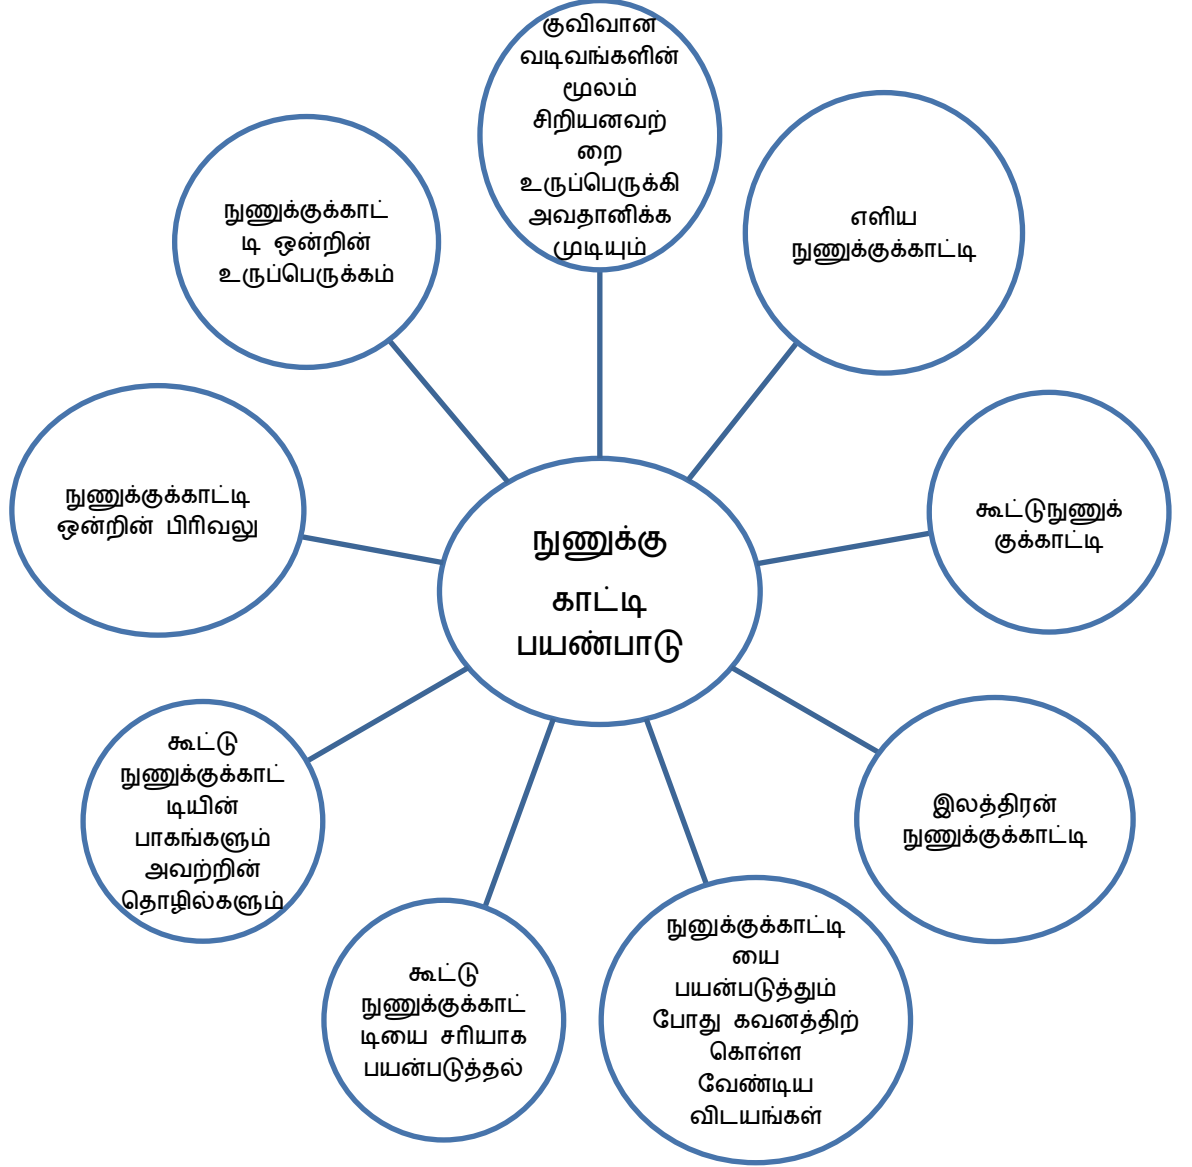 குவிவான
வடிவங்களின்
மூலம்
சிறியனவற்
றை
உருப்பெருக்கி
அவதானிக்க
முடியும்
எளிய
நுணுக்குக்காட்டி
கூட்டுநுணுக்
குக்காட்டி
இலத்திரன்
நுணுக்குக்காட்டி
நுனுக்குக்காட்டி
யை
பயன்படுத்தும்
போது கவனத்திற்
கொள்ள
வேண்டிய
விடயங்கள்
கூட்டு
நுணுக்குக்காட்
டியை சரியாக
பயன்படுத்தல்
கூட்டு
நுணுக்குக்காட்
டியின்
பாகங்களும்
அவற்றின்
தொழில்களும்
நுணுக்குக்காட்டி
ஒன்றின் பிரிவலு
நுணுக்குக்காட்
டி ஒன்றின்
உருப்பெருக்கம்
நுணுக்கு
காட்டி
பயண்பாடு